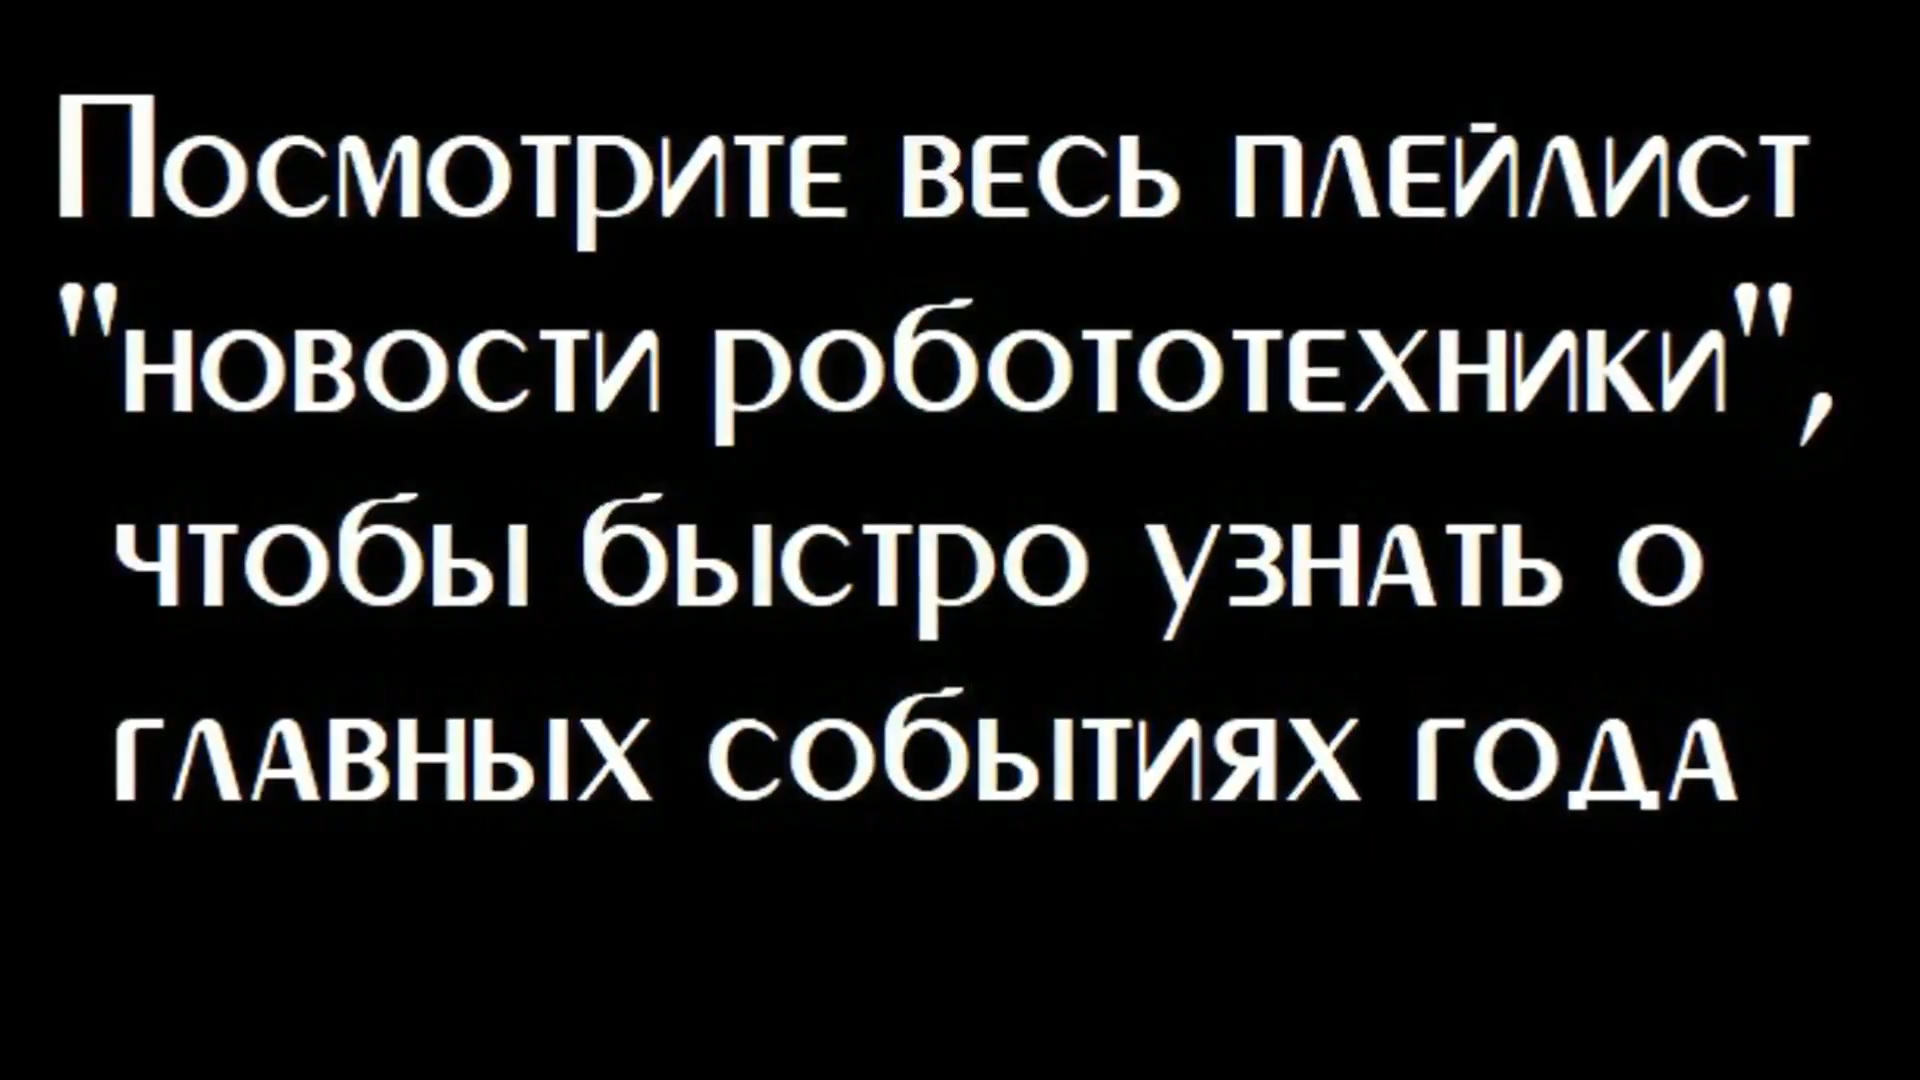 Посмотрите весь плейлист
"новости робототехники",
чтобы быстро узнать о
главных событиях года